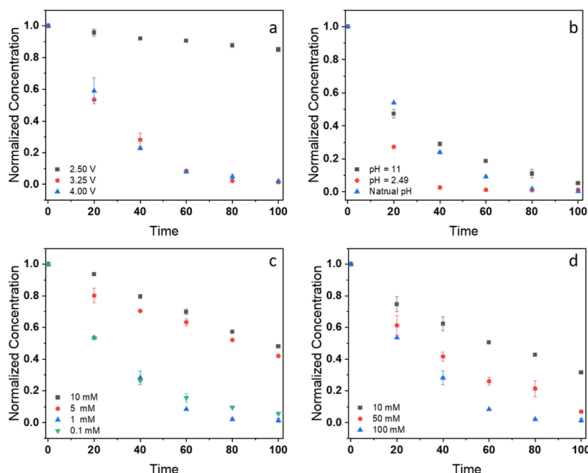 a
Normalized Concentration
1.0
0.8
0.6
0.4
0.2
0.0
2.50 V
3.25 V
4.00 V
0 20 40 60 80 100
Time
b
Normalized Concentration
1.0
0.8
0.6
0.4
0.2
0.0
pH = 11
pH = 2.49
Natrual pH
0 20 40 60 80 100
Time
c
Normalized Concentration
1.0
0.8
0.6
0.4
0.2
0.0
10 mM
5 mM
1 mM
0.1 mM
0 20 40 60 80 100
Time
d
Normalized Concentration
1.0
0.8
0.6
0.4
0.2
0.0
10 mM
50 mM
100 mM
0 20 40 60 80 100
Time